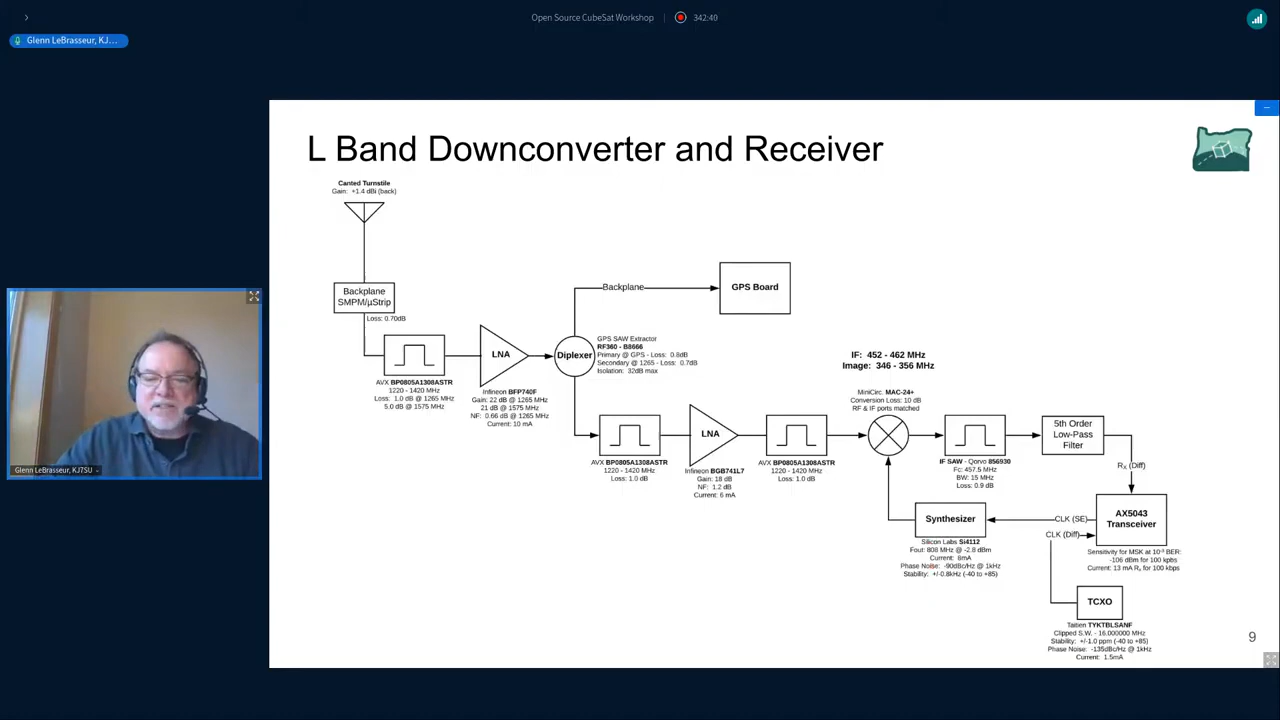 Open Source CubeSat Workshop
342:40
Glenn LeBrasseur, KJ...
L Band Downconverter and Receiver
Canted Turnstile
Gain: +1.4 dBi (back)
Backplane
SMPM/µStrip
Loss: 0.70dB
AVX BP0805A1308ASTR
1220 - 1420 MHz
Loss: 1.0 dB @ 1265 MHz
5.0 dB @ 1575 MHz
LNA
Infineon BFP740F
Gain: 22 dB @ 1265 MHz
21 dB @ 1575 MHz
NF: 0.66 dB @ 1265 MHz
Current: 10 mA
Diplexer
Backplane
GPS Board
GPS SAW Extractor
RF360 - B8666
Primary @ GPS - Loss: 0.8dB
Secondary @ 1265 - Loss: 0.7dB
Isolation: 32dB max
AVX BP0805A1308ASTR
1220 - 1420 MHz
Loss: 1.0 dB
LNA
Infineon BGB741L7
Gain: 18 dB
NF: 1.2 dB
Current: 6 mA
AVX BP0805A1308ASTR
1220 - 1420 MHz
Loss: 1.0 dB
IF: 452 - 462 MHz
Image: 346 - 356 MHz
MiniCirc. MAC-24+
Conversion Loss: 10 dB
RF & IF ports matched
IF SAW - Qorvo 856930
Fc: 457.5 MHz
BW: 15 MHz
Loss: 0.9 dB
5th Order
Low-Pass
Filter
Rx (Diff)
Synthesizer
Silicon Labs Si4112
Fout: 808 MHz @ -2.8 dBm
Current: 6mA
Phase Noise: -90dBc/Hz @ 1kHz
Stability: +/-0.8kHz (-40 to +85)
CLK (SE)
CLK (Diff)
AX5043
Transceiver
Sensitivity for MSK at 10⁻³ BER:
-106 dBm for 100 kpbs
Current: 13 mA Rx for 100 kbps
TCXO
Taitien TYKTBLSANF
Clipped S.W. - 16.000000 MHz
Stability: +/-1.0 ppm (-40 to +85)
Phase Noise: -135dBc/Hz @ 1kHz
Current: 1.5mA
9
Glenn LeBrasseur, KJ7SU